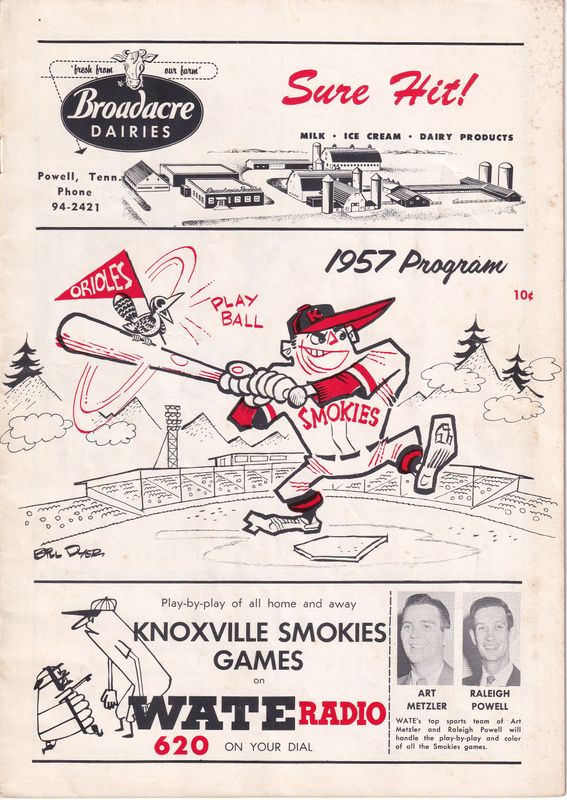 'fresh from our farm'
Broadacre
DAIRIES
Sure Hit!
MILK · ICE CREAM · DAIRY PRODUCTS
Powell, Tenn.
Phone
94-2421
1957 Program
10¢
ORIOLES
PLAY
BALL
K
SMOKIES
BILL DYER
Play-by-play of all home and away
KNOXVILLE SMOKIES
GAMES
on
WATE RADIO
620 ON YOUR DIAL
ART
METZLER
RALEIGH
POWELL
WATE's top sports team of Art
Metzler and Raleigh Powell will
handle the play-by-play and color
of all the Smokies games.